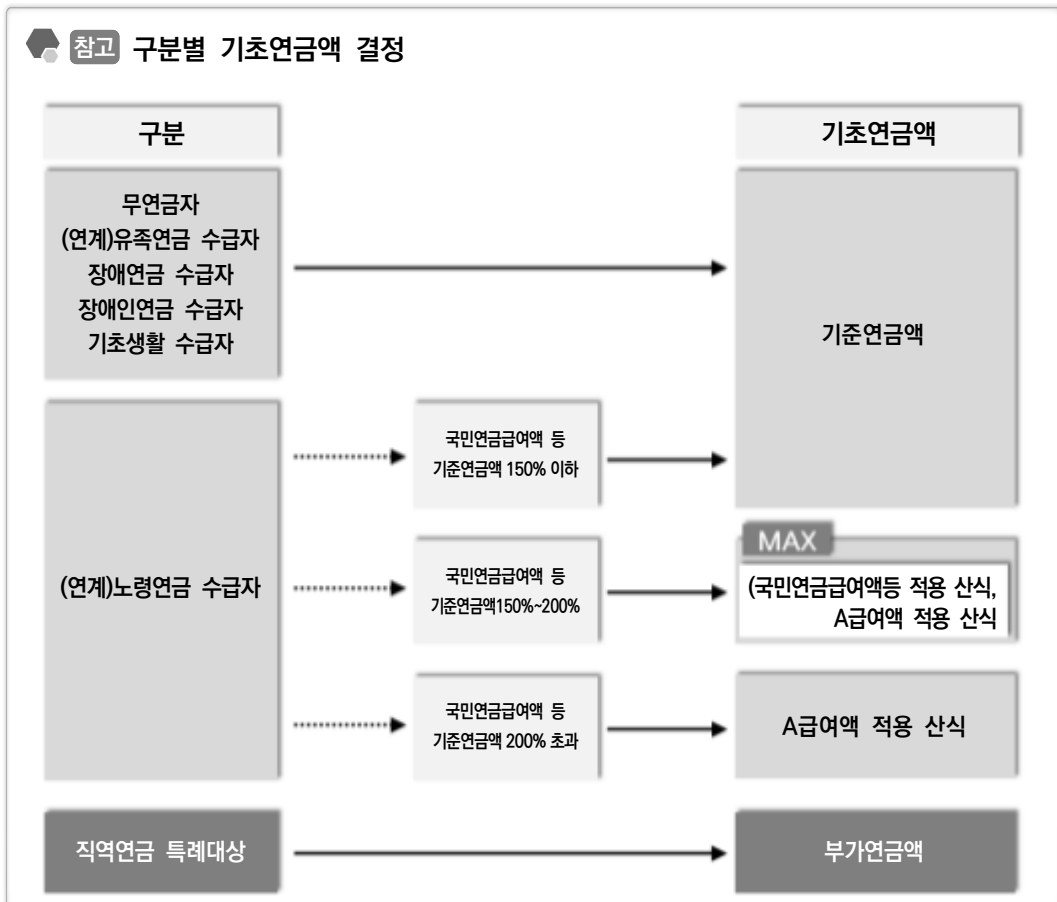 참고 구분별 기초연금액 결정
구분
기초연금액
무연금자
(연계)유족연금 수급자
장애연금 수급자
장애인연금 수급자
기초생활 수급자
기준연금액
(연계)노령연금 수급자
국민연금급여액 등
기준연금액 150% 이하
국민연금급여액 등
기준연금액150%~200%
MAX
(국민연금급여액등 적용 산식,
A급여액 적용 산식
국민연금급여액 등
기준연금액 200% 초과
A급여액 적용 산식
직역연금 특례대상
부가연금액